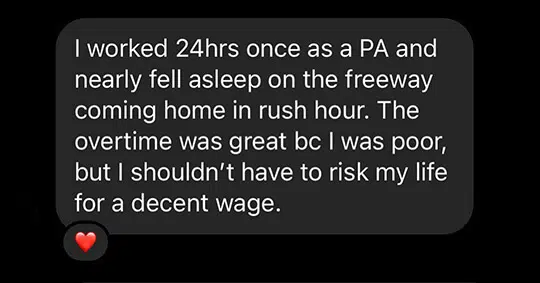 I worked 24hrs once as a PA and
nearly fell asleep on the freeway
coming home in rush hour. The
overtime was great bc I was poor,
but I shouldn’t have to risk my life
for a decent wage.